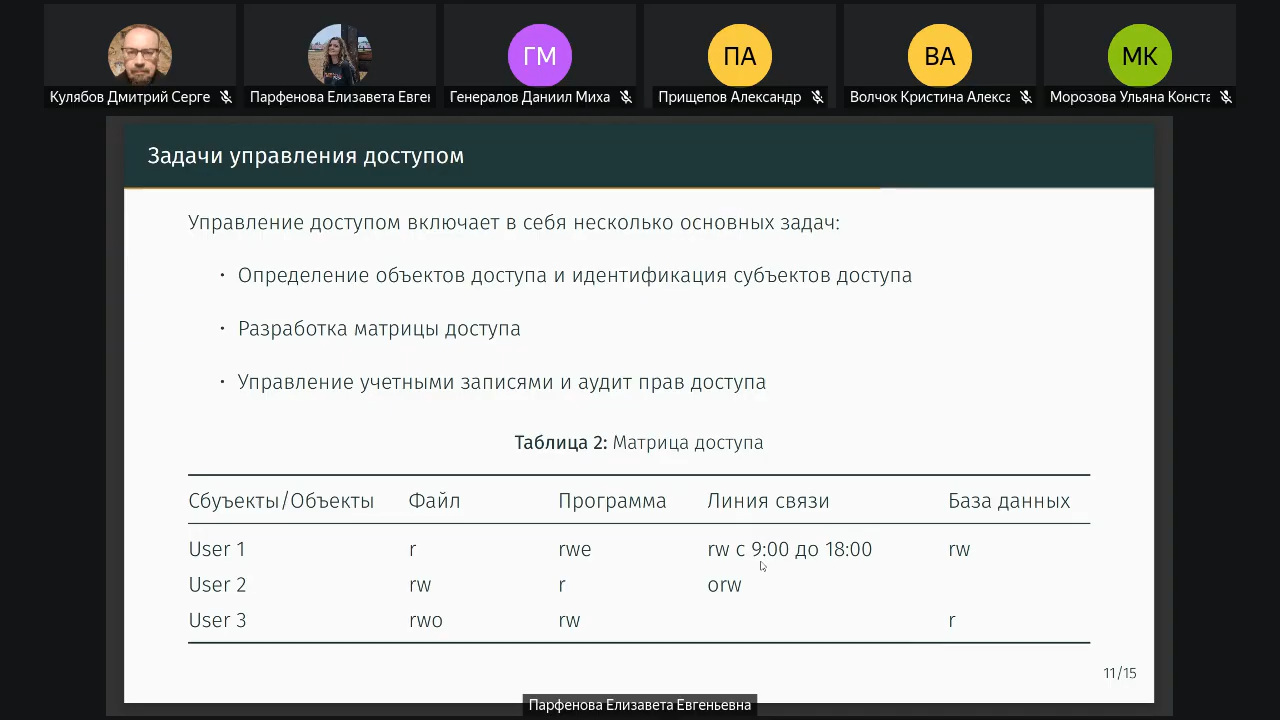 ГМ
ПА
ВА
МК
Кулябов Дмитрий Серге
Парфенова Елизавета Евген
Генералов Даниил Миха
Прищепов Александр
Волчок Кристина Алекса
Морозова Ульяна Конста
Задачи управления доступом
Управление доступом включает в себя несколько основных задач:
• Определение объектов доступа и идентификация субъектов доступа
• Разработка матрицы доступа
• Управление учетными записями и аудит прав доступа
Таблица 2: Матрица доступа
Сбуъекты/Объекты Файл Программа Линия связи База данных
User 1 r rwe rw с 9:00 до 18:00 rw
User 2 rw r orw
User 3 rwo rw r
11/15
Парфенова Елизавета Евгеньевна